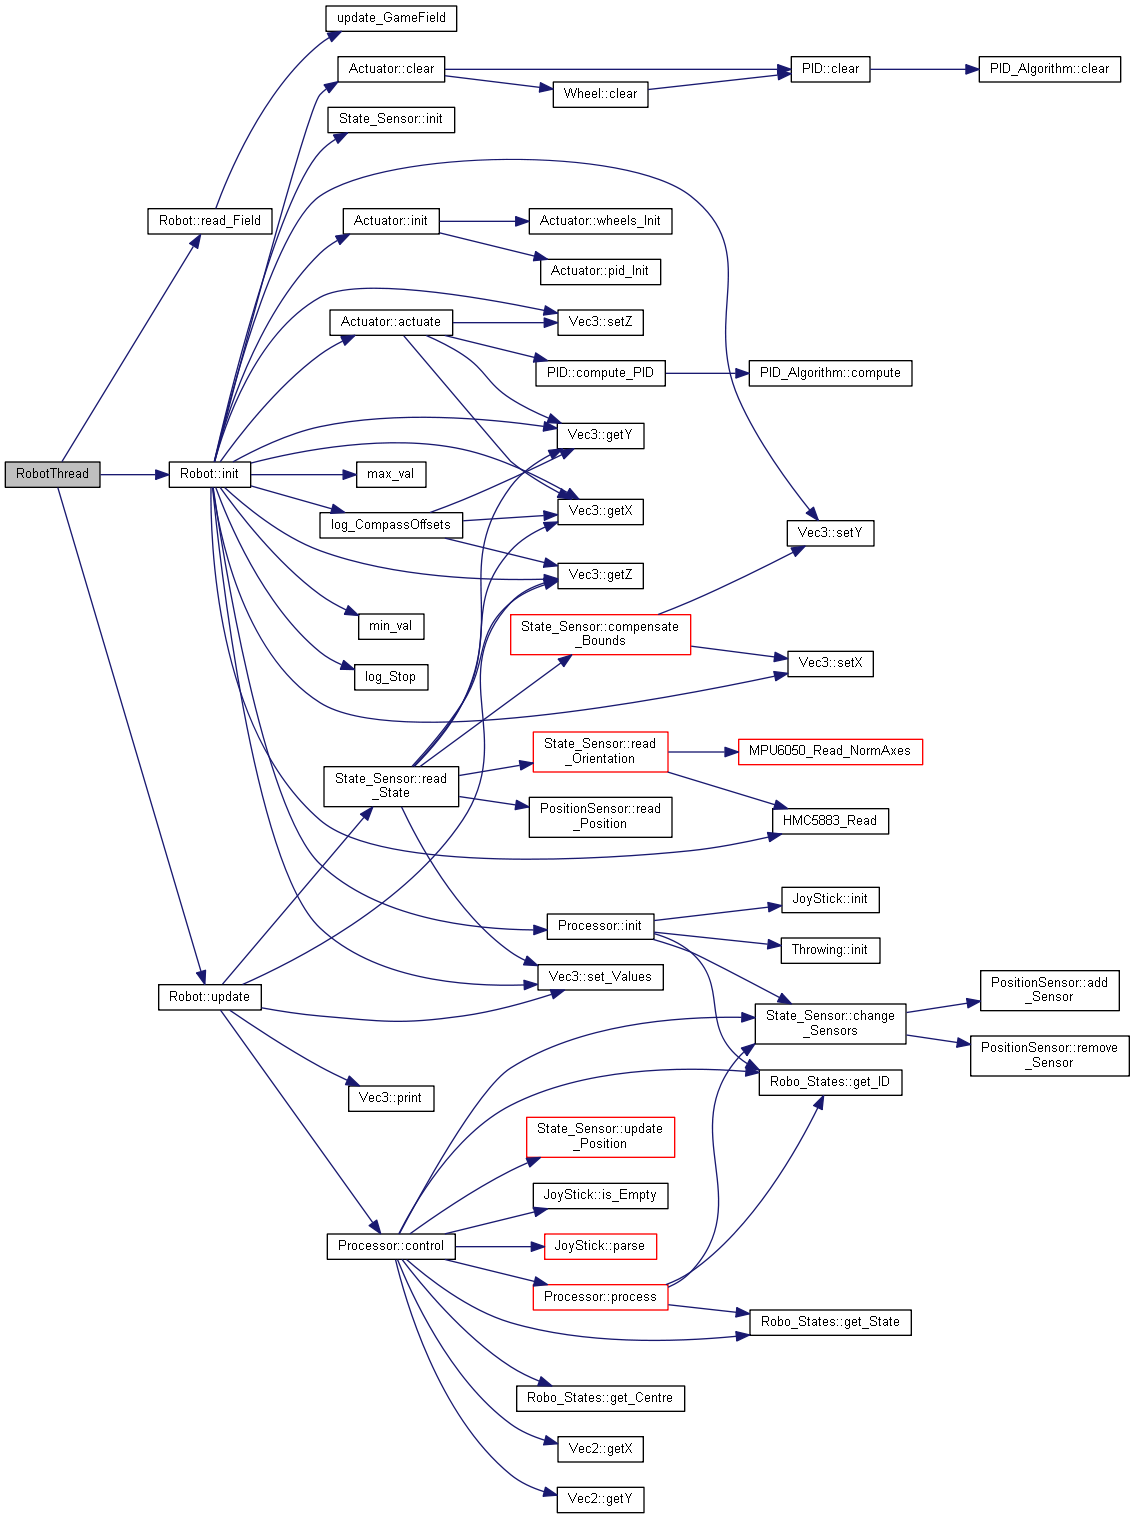 update_GameField
Actuator::clear
PID::clear
PID_Algorithm::clear
Wheel::clear
State_Sensor::init
Robot::read_Field
Actuator::init
Actuator::wheels_Init
Actuator::pid_Init
Actuator::actuate
Vec3::setZ
PID::compute_PID
PID_Algorithm::compute
Vec3::getY
RobotThread
Robot::init
max_val
log_CompassOffsets
Vec3::getX
Vec3::setY
Vec3::getZ
min_val
State_Sensor::compensate
_Bounds
Vec3::setX
log_Stop
State_Sensor::read
_Orientation
MPU6050_Read_NormAxes
State_Sensor::read
_State
PositionSensor::read
_Position
HMC5883_Read
JoyStick::init
Processor::init
Throwing::init
Vec3::set_Values
Robot::update
PositionSensor::add
_Sensor
State_Sensor::change
_Sensors
PositionSensor::remove
_Sensor
Robo_States::get_ID
Vec3::print
State_Sensor::update
_Position
JoyStick::is_Empty
Processor::control
JoyStick::parse
Processor::process
Robo_States::get_State
Robo_States::get_Centre
Vec2::getX
Vec2::getY